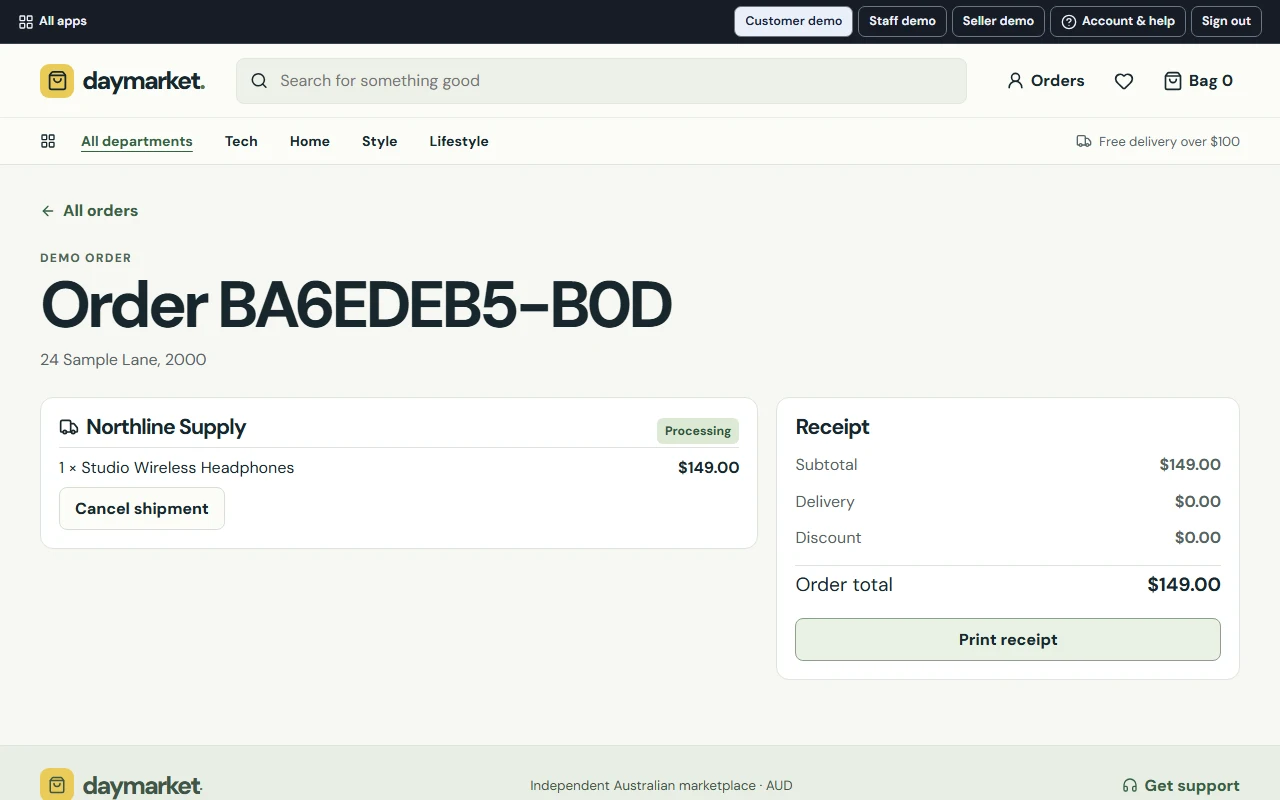 All apps
Customer demo
Staff demo
Seller demo
Account & help
Sign out
daymarket.
Search for something good
Orders
Bag 0
All departments
Tech
Home
Style
Lifestyle
Free delivery over $100
All orders
DEMO ORDER
Order BA6EDEB5-B0D
24 Sample Lane, 2000
Northline Supply
Processing
1 × Studio Wireless Headphones
$149.00
Cancel shipment
Receipt
Subtotal $149.00
Delivery $0.00
Discount $0.00
Order total $149.00
Print receipt
daymarket.
Independent Australian marketplace · AUD
Get support